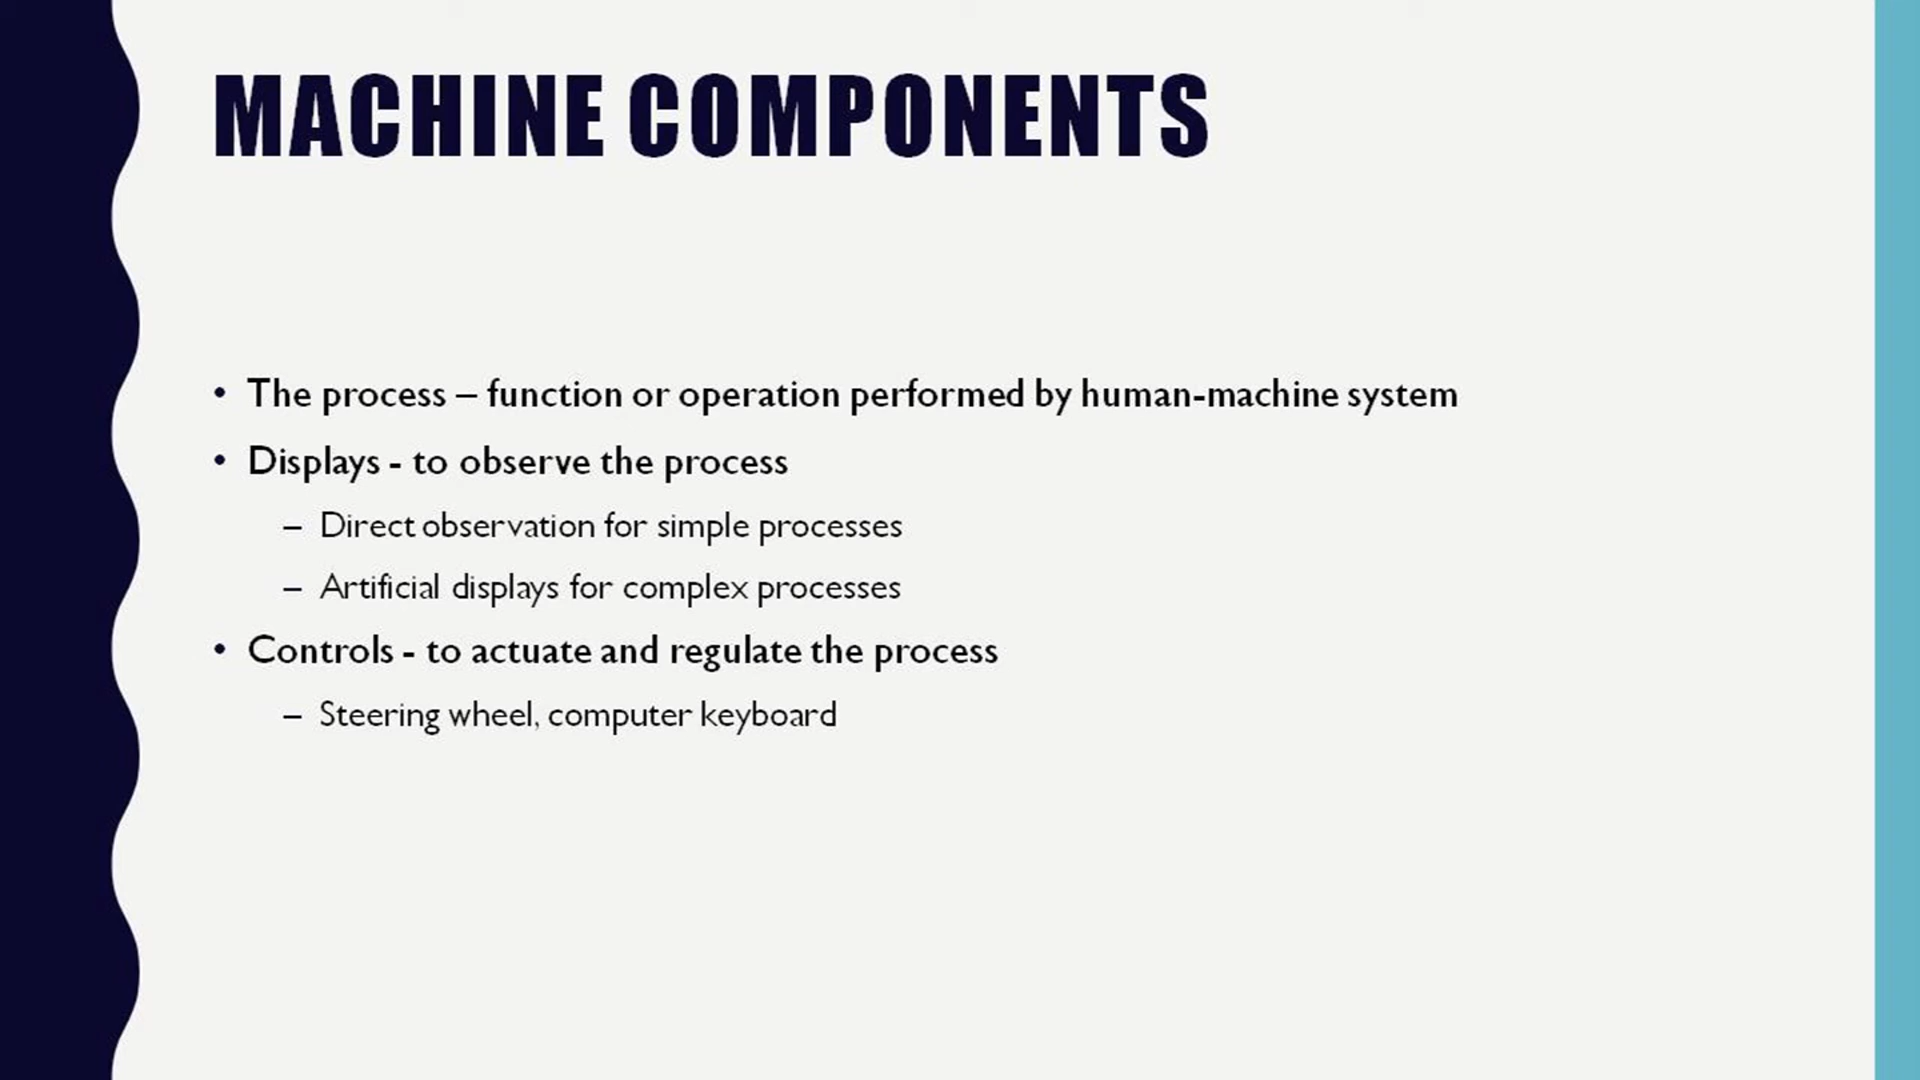 MACHINE COMPONENTS
• The process – function or operation performed by human-machine system
• Displays - to observe the process
– Direct observation for simple processes
– Artificial displays for complex processes
• Controls - to actuate and regulate the process
– Steering wheel, computer keyboard